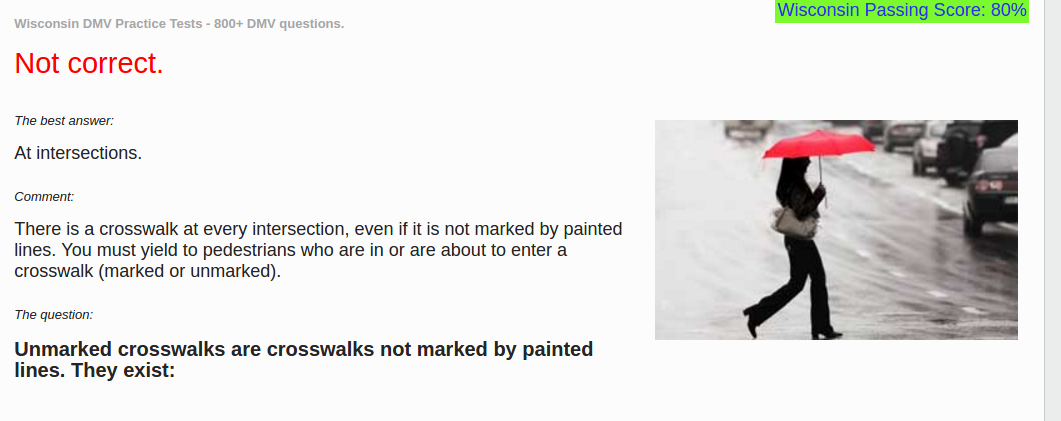 Wisconsin DMV Practice Tests - 800+ DMV questions.
Wisconsin Passing Score: 80%
Not correct.
The best answer:
At intersections.
Comment:
There is a crosswalk at every intersection, even if it is not marked by painted
lines. You must yield to pedestrians who are in or are about to enter a
crosswalk (marked or unmarked).
The question:
Unmarked crosswalks are crosswalks not marked by painted
lines. They exist: